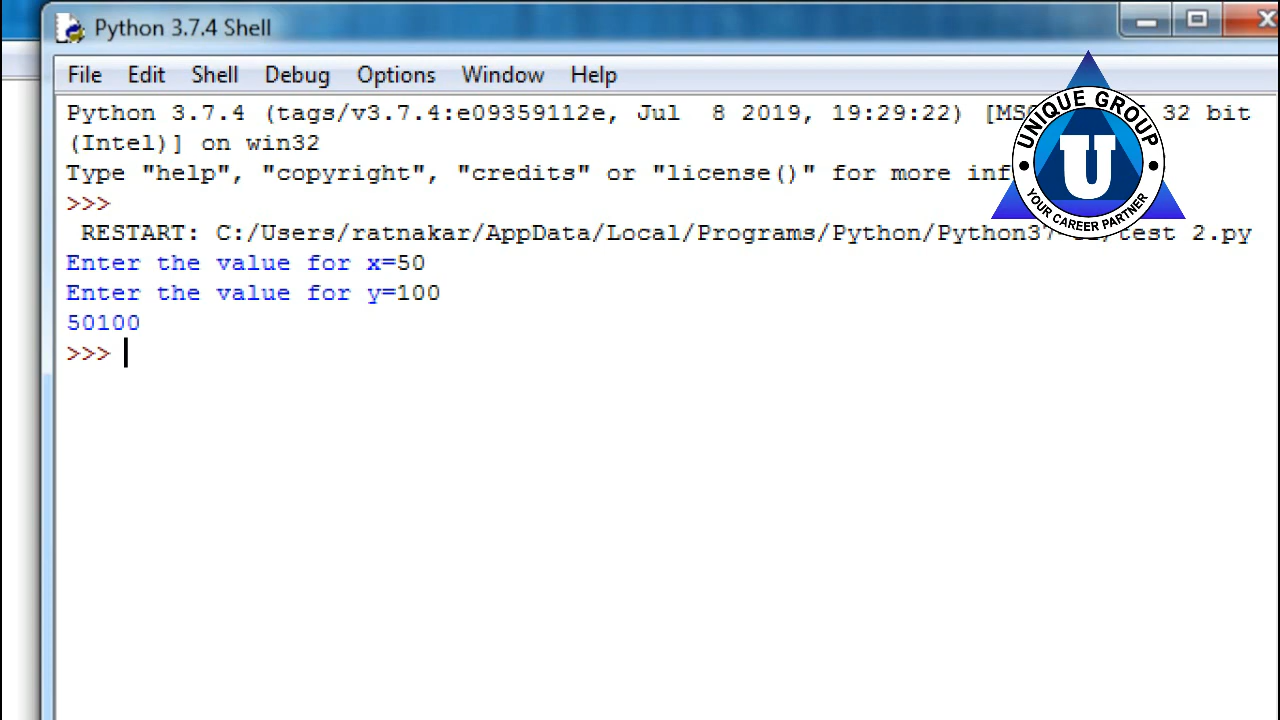 Python 3.7.4 Shell
File Edit Shell Debug Options Window Help
Python 3.7.4 (tags/v3.7.4:e09359112e, Jul  8 2019, 19:29:22) [MS 32 bit
(Intel)] on win32
Type "help", "copyright", "credits" or "license()" for more inf
>>>
RESTART: C:/Users/ratnakar/AppData/Local/Programs/Python/Python37 /test 2.py
Enter the value for x=50
Enter the value for y=100
50100
>>>
UNIQUE GROUP
U
YOUR CAREER PARTNER